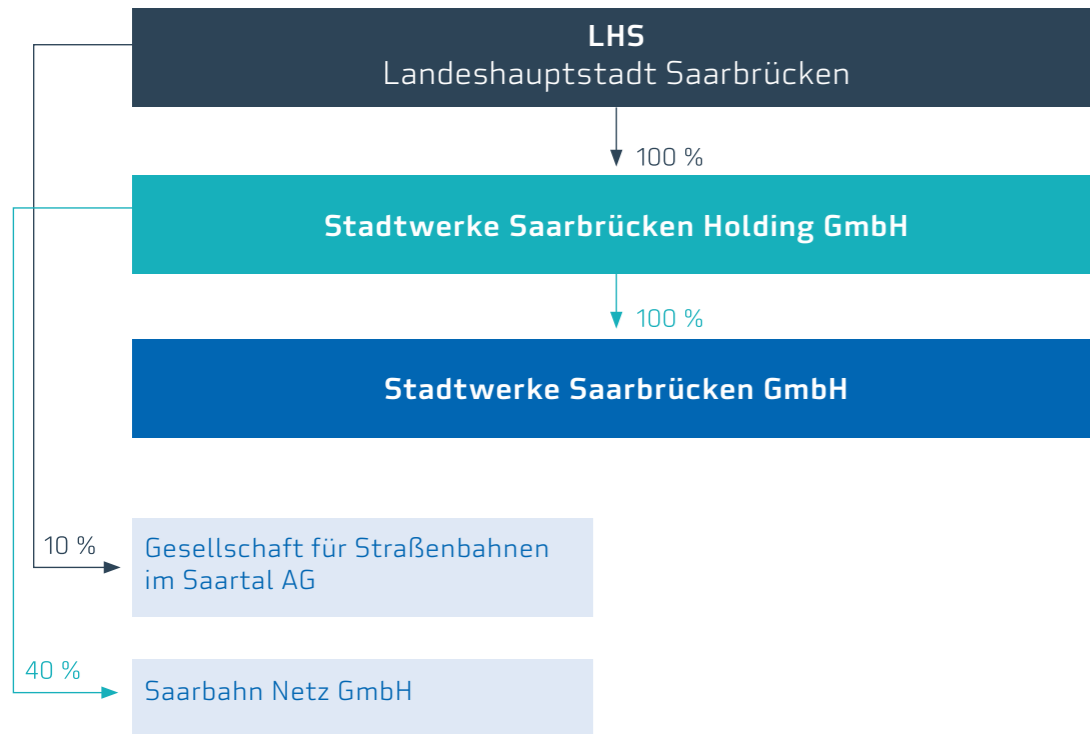 LHS
Landeshauptstadt Saarbrücken
100 %
Stadtwerke Saarbrücken Holding GmbH
100 %
Stadtwerke Saarbrücken GmbH
10 %
Gesellschaft für Straßenbahnen
im Saartal AG
40 %
Saarbahn Netz GmbH